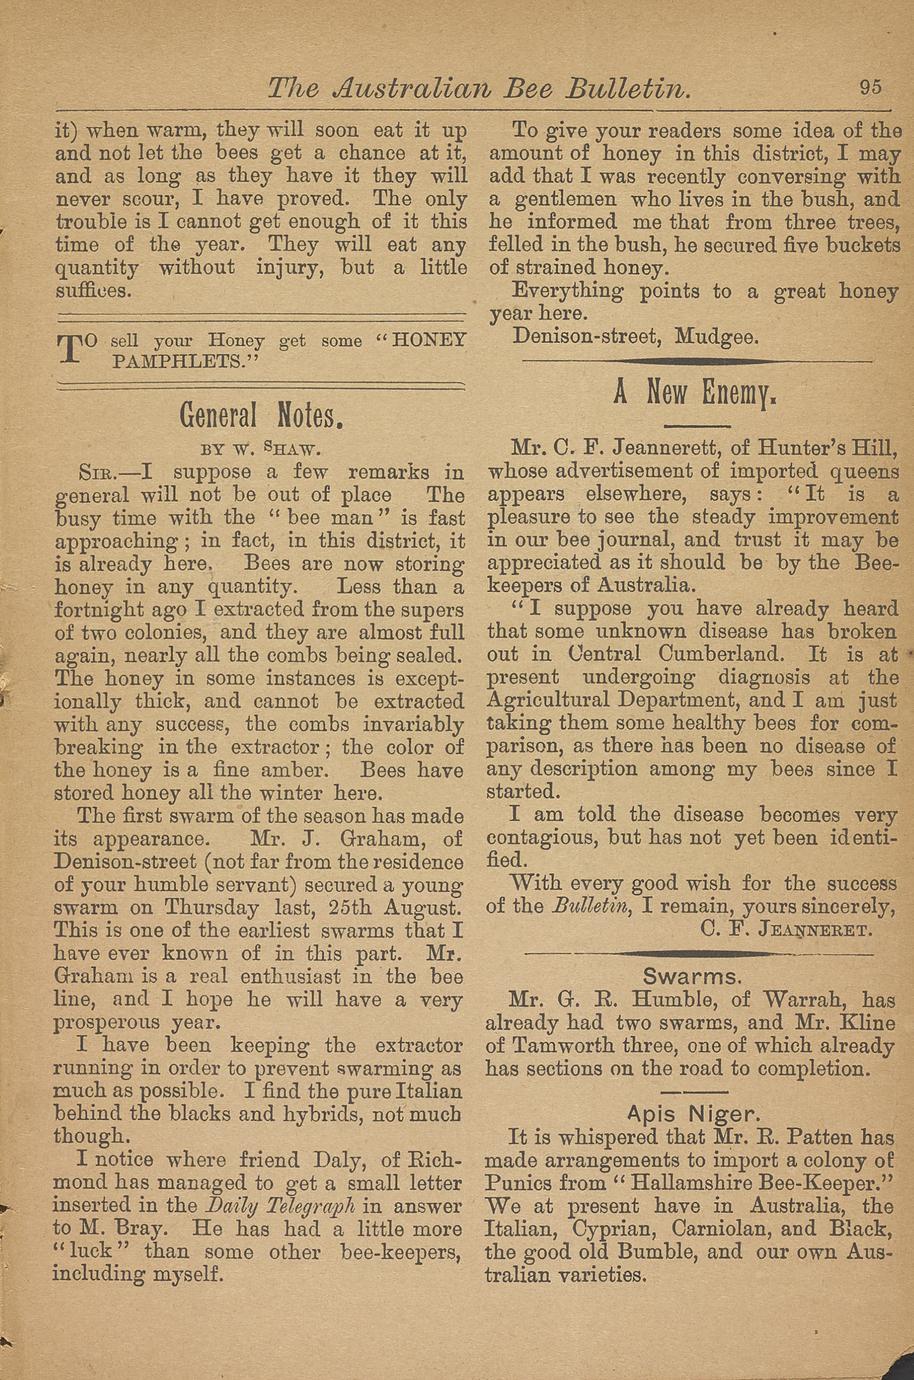 The Australian Bee Bulletin. 95
it) when warm, they will soon eat it up
and not let the bees get a chance at it,
and as long as they have it they will
never scour, I have proved. The only
trouble is I cannot get enough of it this
time of the year. They will eat any
quantity without injury, but a little
suffices.
TO sell your Honey get some "HONEY
PAMPHLETS."
General Notes.
BY W. SHAW.
SIR.—I suppose a few remarks in
general will not be out of place The
busy time with the "bee man" is fast
approaching; in fact, in this district, it
is already here. Bees are now storing
honey in any quantity. Less than a
fortnight ago I extracted from the supers
of two colonies, and they are almost full
again, nearly all the combs being sealed.
The honey in some instances is except-
ionally thick, and cannot be extracted
with any success, the combs invariably
breaking in the extractor; the color of
the honey is a fine amber. Bees have
stored honey all the winter here.
The first swarm of the season has made
its appearance. Mr. J. Graham, of
Denison-street (not far from the residence
of your humble servant) secured a young
swarm on Thursday last, 25th August.
This is one of the earliest swarms that I
have ever known of in this part. Mr.
Graham is a real enthusiast in the bee
line, and I hope he will have a very
prosperous year.
I have been keeping the extractor
running in order to prevent swarming as
much as possible. I find the pure Italian
behind the blacks and hybrids, not much
though.
I notice where friend Daly, of Rich-
mond has managed to get a small letter
inserted in the Daily Telegraph in answer
to M. Bray. He has had a little more
"luck" than some other bee-keepers,
including myself.
To give your readers some idea of the
amount of honey in this district, I may
add that I was recently conversing with
a gentlemen who lives in the bush, and
he informed me that from three trees,
felled in the bush, he secured five buckets
of strained honey.
Everything points to a great honey
year here.
Denison-street, Mudgee.
A New Enemy.
Mr. C. F. Jeannerett, of Hunter's Hill,
whose advertisement of imported queens
appears elsewhere, says: "It is a
pleasure to see the steady improvement
in our bee journal, and trust it may be
appreciated as it should be by the Bee-
keepers of Australia.
"I suppose you have already heard
that some unknown disease has broken
out in Central Cumberland. It is at
present undergoing diagnosis at the
Agricultural Department, and I am just
taking them some healthy bees for com-
parison, as there has been no disease of
any description among my bees since I
started.
I am told the disease becomes very
contagious, but has not yet been identi-
fied.
With every good wish for the success
of the Bulletin, I remain, yours sincerely,
C. F. JEANNERET.
Swarms.
Mr. G. R. Humble, of Warrah, has
already had two swarms, and Mr. Kline
of Tamworth three, one of which already
has sections on the road to completion.
Apis Niger.
It is whispered that Mr. R. Patten has
made arrangements to import a colony of
Punics from "Hallamshire Bee-Keeper."
We at present have in Australia, the
Italian, Cyprian, Carniolan, and Black,
the good old Bumble, and our own Aus-
tralian varieties.